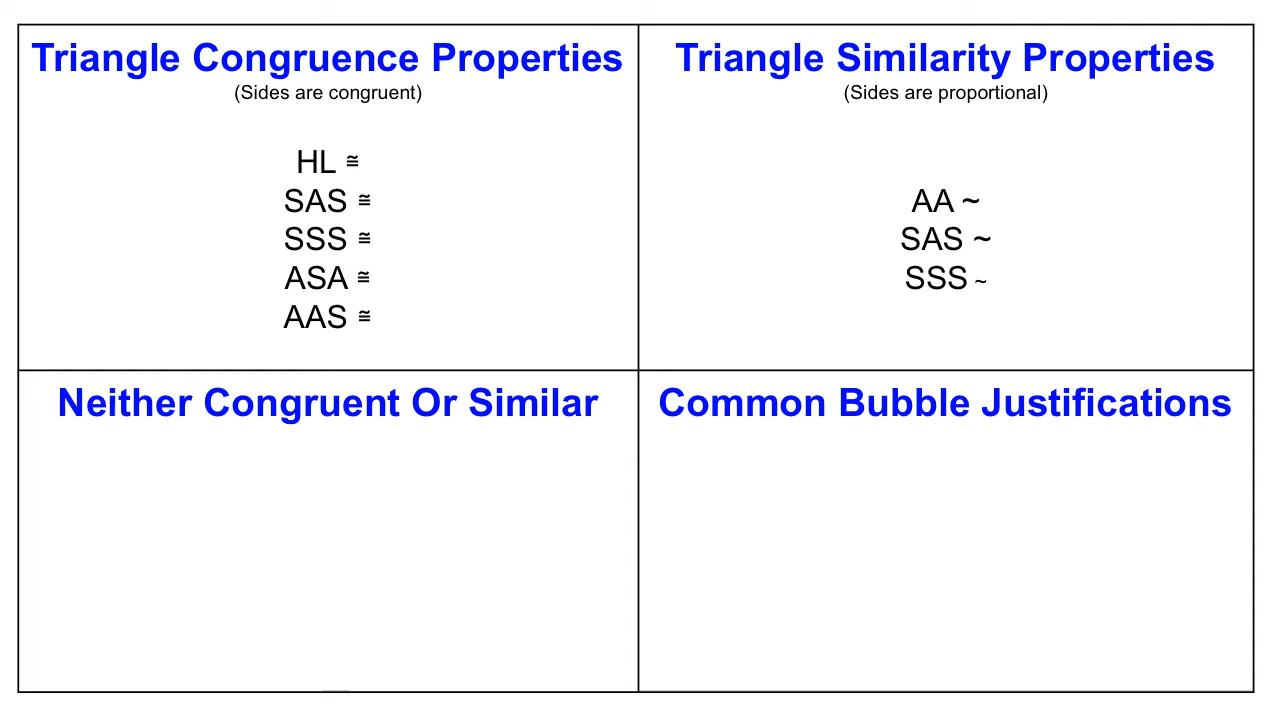 Triangle Congruence Properties
(Sides are congruent)
HL ≅
SAS ≅
SSS ≅
ASA ≅
AAS ≅
Triangle Similarity Properties
(Sides are proportional)
AA ~
SAS ~
SSS ~
Neither Congruent Or Similar
Common Bubble Justifications